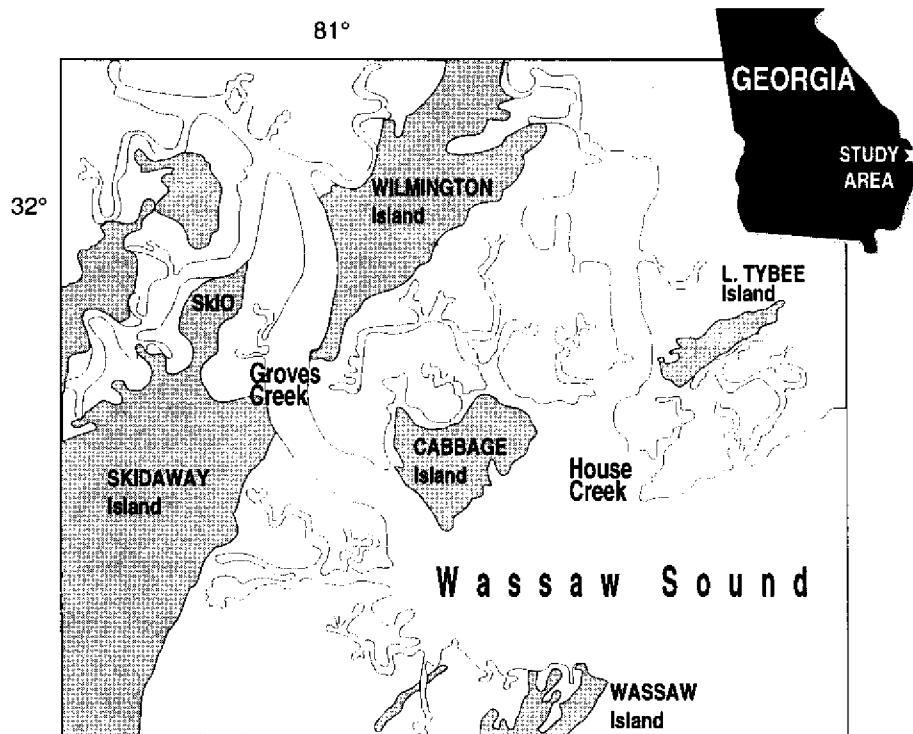 81°
GEORGIA
STUDY
AREA
32°
WILMINGTON
Island
L. TYBEE
Island
SkIO
Groves
Creek
CABBAGE
Island
House
Creek
SKIDAWAY
Island
Wassaw Sound
WASSAW
Island